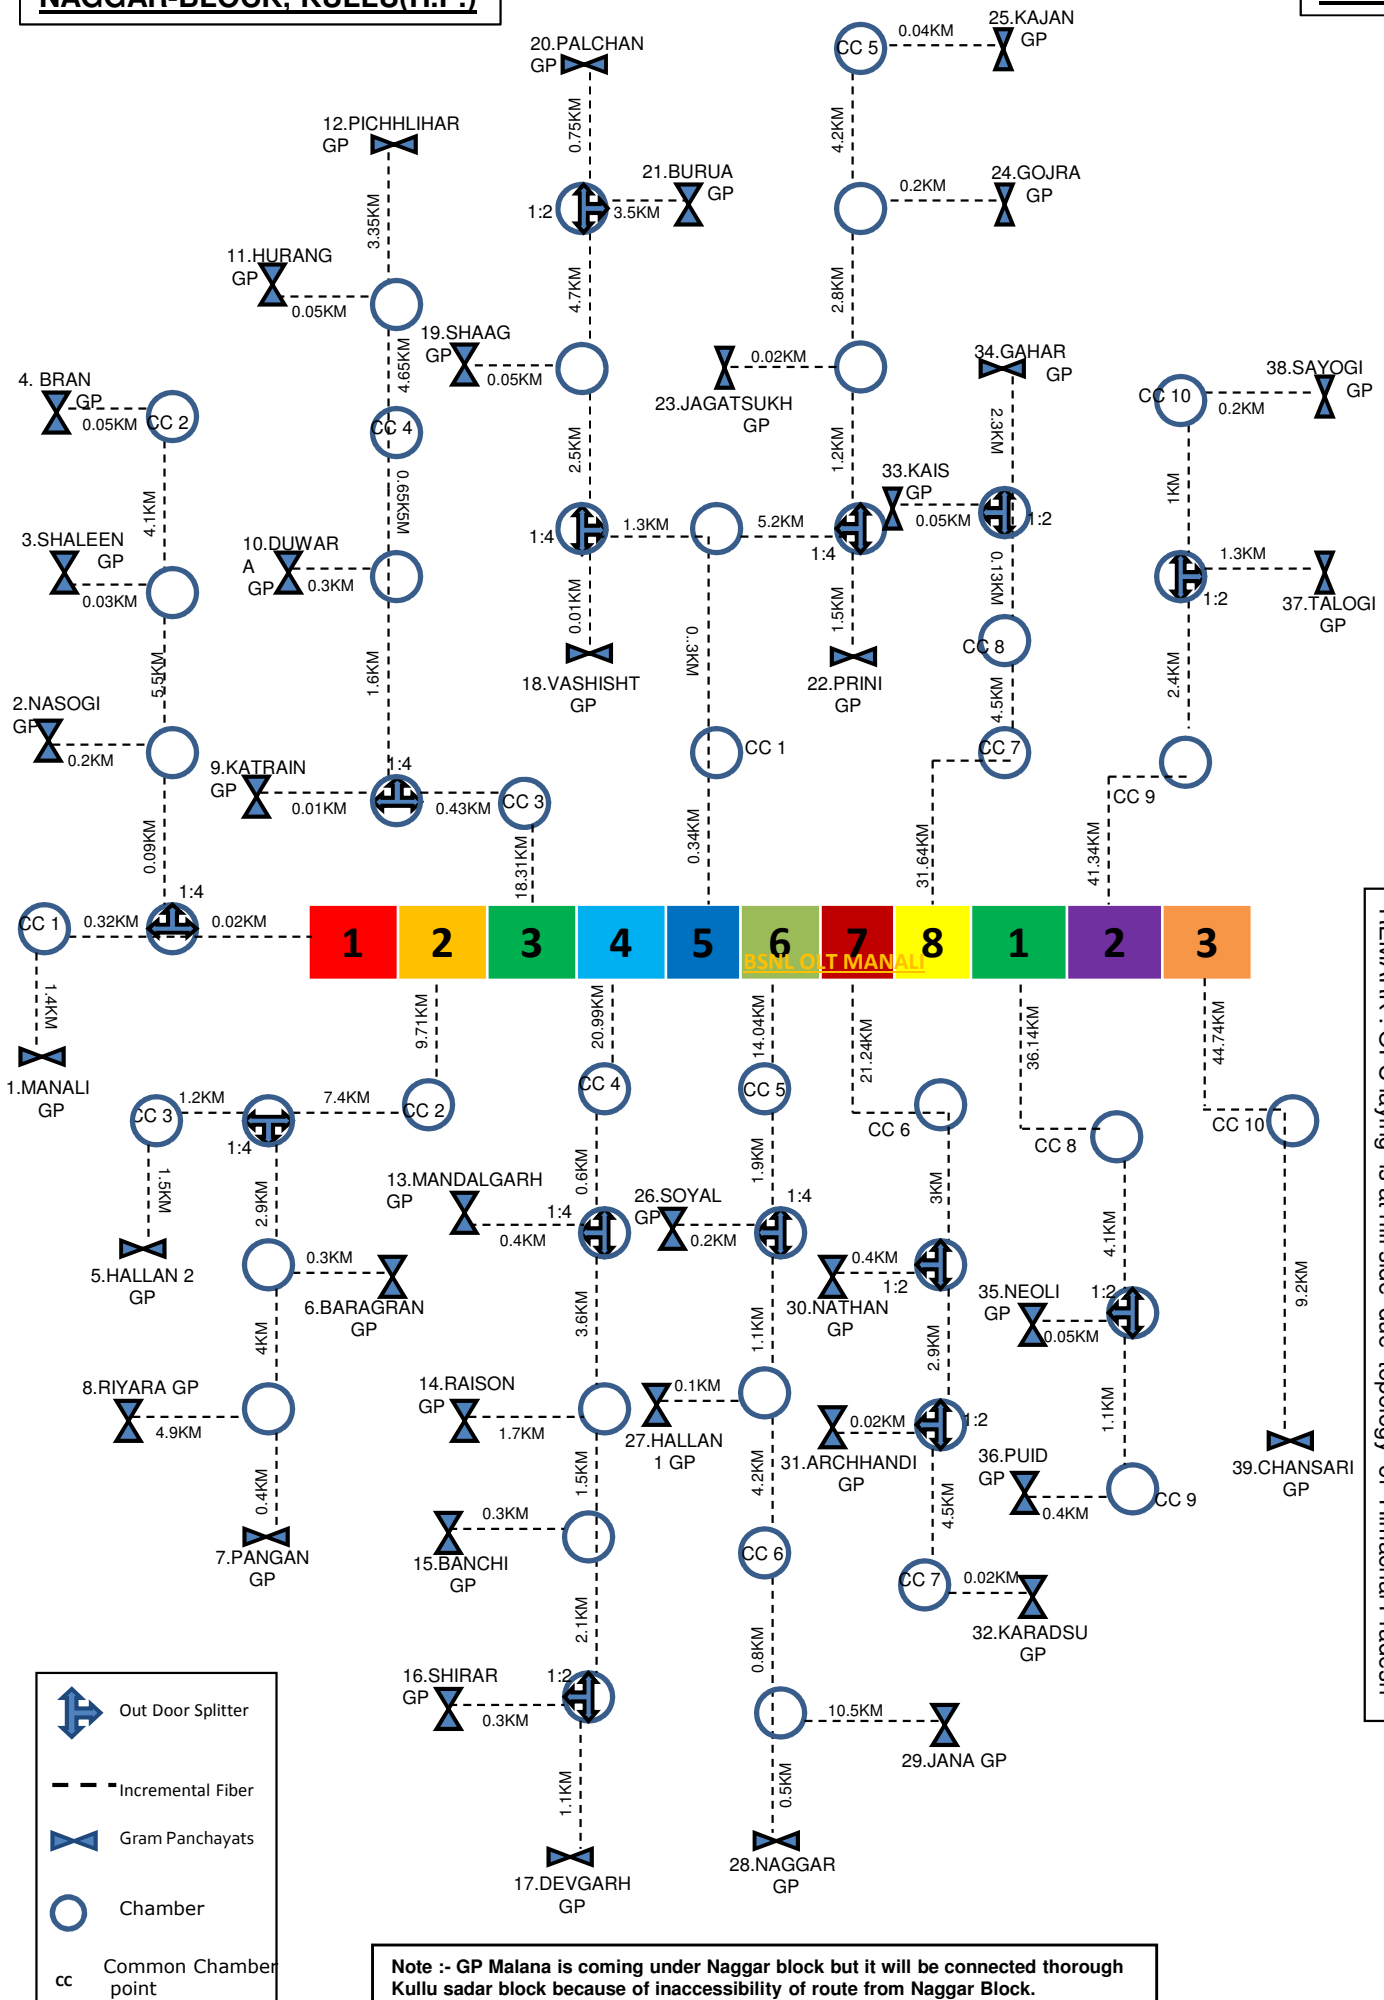 NAGGAR-BLOCK, KULLU(H.P.)
25.KAJAN
GP
0.04KM
CC 5
20.PALCHAN
GP
0.75KM
4.2KM
12.PICHHLIHAR
GP
21.BURUA
GP
1:2
3.5KM
24.GOJRA
GP
0.2KM
3.35KM
11.HURANG
GP
0.05KM
4.7KM
2.8KM
19.SHAAG
GP
0.05KM
4.65KM
0.02KM
23.JAGATSUKH
GP
34.GAHAR
GP
38.SAYOGI
GP
CC 10
0.2KM
4. BRAN
GP
0.05KM
CC 2
CC 4
2.5KM
1.2KM
2.3KM
1KM
33.KAIS
GP
0.05KM
1:2
4.1KM
0.65K5M
1:4
1.3KM
5.2KM
1:4
3.SHALEEN
GP
0.03KM
10.DUWAR
A
GP
0.3KM
0.13KM
1.3KM
1:2
37.TALOGI
GP
0.01KM
1.5KM
0..3KM
CC 8
18.VASHISHT
GP
22.PRINI
GP
5.5KM
1.6KM
4.5KM
2.4KM
2.NASOGI
GP
0.2KM
CC 1
CC 7
9.KATRAIN
GP
0.01KM
1:4
0.43KM
CC 3
CC 9
0.09KM
18.31KM
0.34KM
31.64KM
41.34KM
1:4
CC 1
0.32KM
0.02KM
1 2 3 4 5 6 7 8 1 2 3
BSNL OLT MANALI
1.4KM
9.71KM
20.99KM
14.04KM
21.24KM
36.14KM
44.74KM
1.MANALI
GP
CC 3
1.2KM
7.4KM
CC 2
1:4
CC 4
CC 5
CC 6
CC 8
CC 10
1.5KM
2.9KM
0.6KM
1.9KM
3KM
4.1KM
9.2KM
13.MANDALGARH
GP
1:4
0.4KM
26.SOYAL
GP
1:4
0.2KM
5.HALLAN 2
GP
0.3KM
6.BARAGRAN
GP
0.4KM
1:2
30.NATHAN
GP
35.NEOLI
GP
1:2
0.05KM
4KM
3.6KM
1.1KM
2.9KM
1.1KM
8.RIYARA GP
4.9KM
14.RAISON
GP
1.7KM
0.1KM
27.HALLAN
1 GP
0.02KM
1:2
31.ARCHHANDI
GP
36.PUID
GP
0.4KM
CC 9
39.CHANSARI
GP
0.4KM
1.5KM
4.2KM
4.5KM
7.PANGAN
GP
0.3KM
15.BANCHI
GP
CC 6
CC 7
0.02KM
32.KARADSU
GP
2.1KM
0.8KM
16.SHIRAR
GP
1:2
0.3KM
10.5KM
29.JANA GP
1.1KM
0.5KM
17.DEVGARH
GP
28.NAGGAR
GP
Out Door Splitter
Incremental Fiber
Gram Panchayats
Chamber
cc Common Chamber
point
Note :- GP Malana is coming under Naggar block but it will be connected thorough
Kullu sadar block because of inaccessibility of route from Naggar Block.